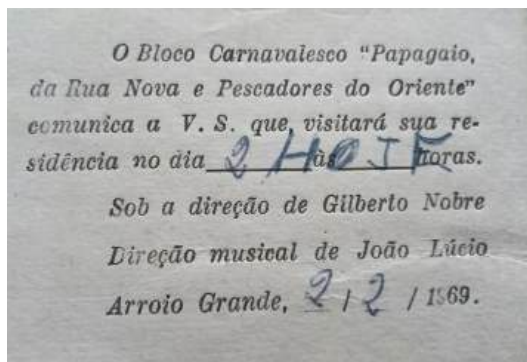 O Bloco Carnavalesco "Papagaio,
da Rua Nova e Pescadores do Oriente"
comunica a V. S. que, visitará sua re-
sidência no dia 2 HOJE às horas.
Sob a direção de Gilberto Nobre
Direção musical de João Lúcio
Arroio Grande, 2 / 2 / 1969.